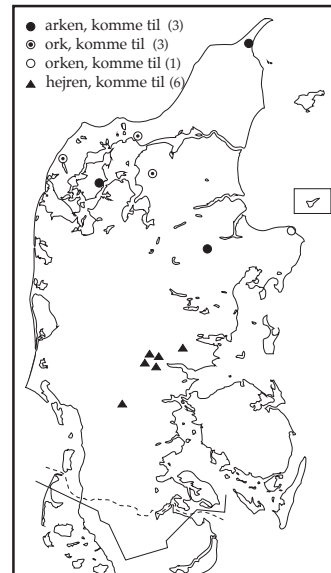 arken, komme til (3)
ork, komme til (3)
orken, komme til (1)
hejren, komme til (6)